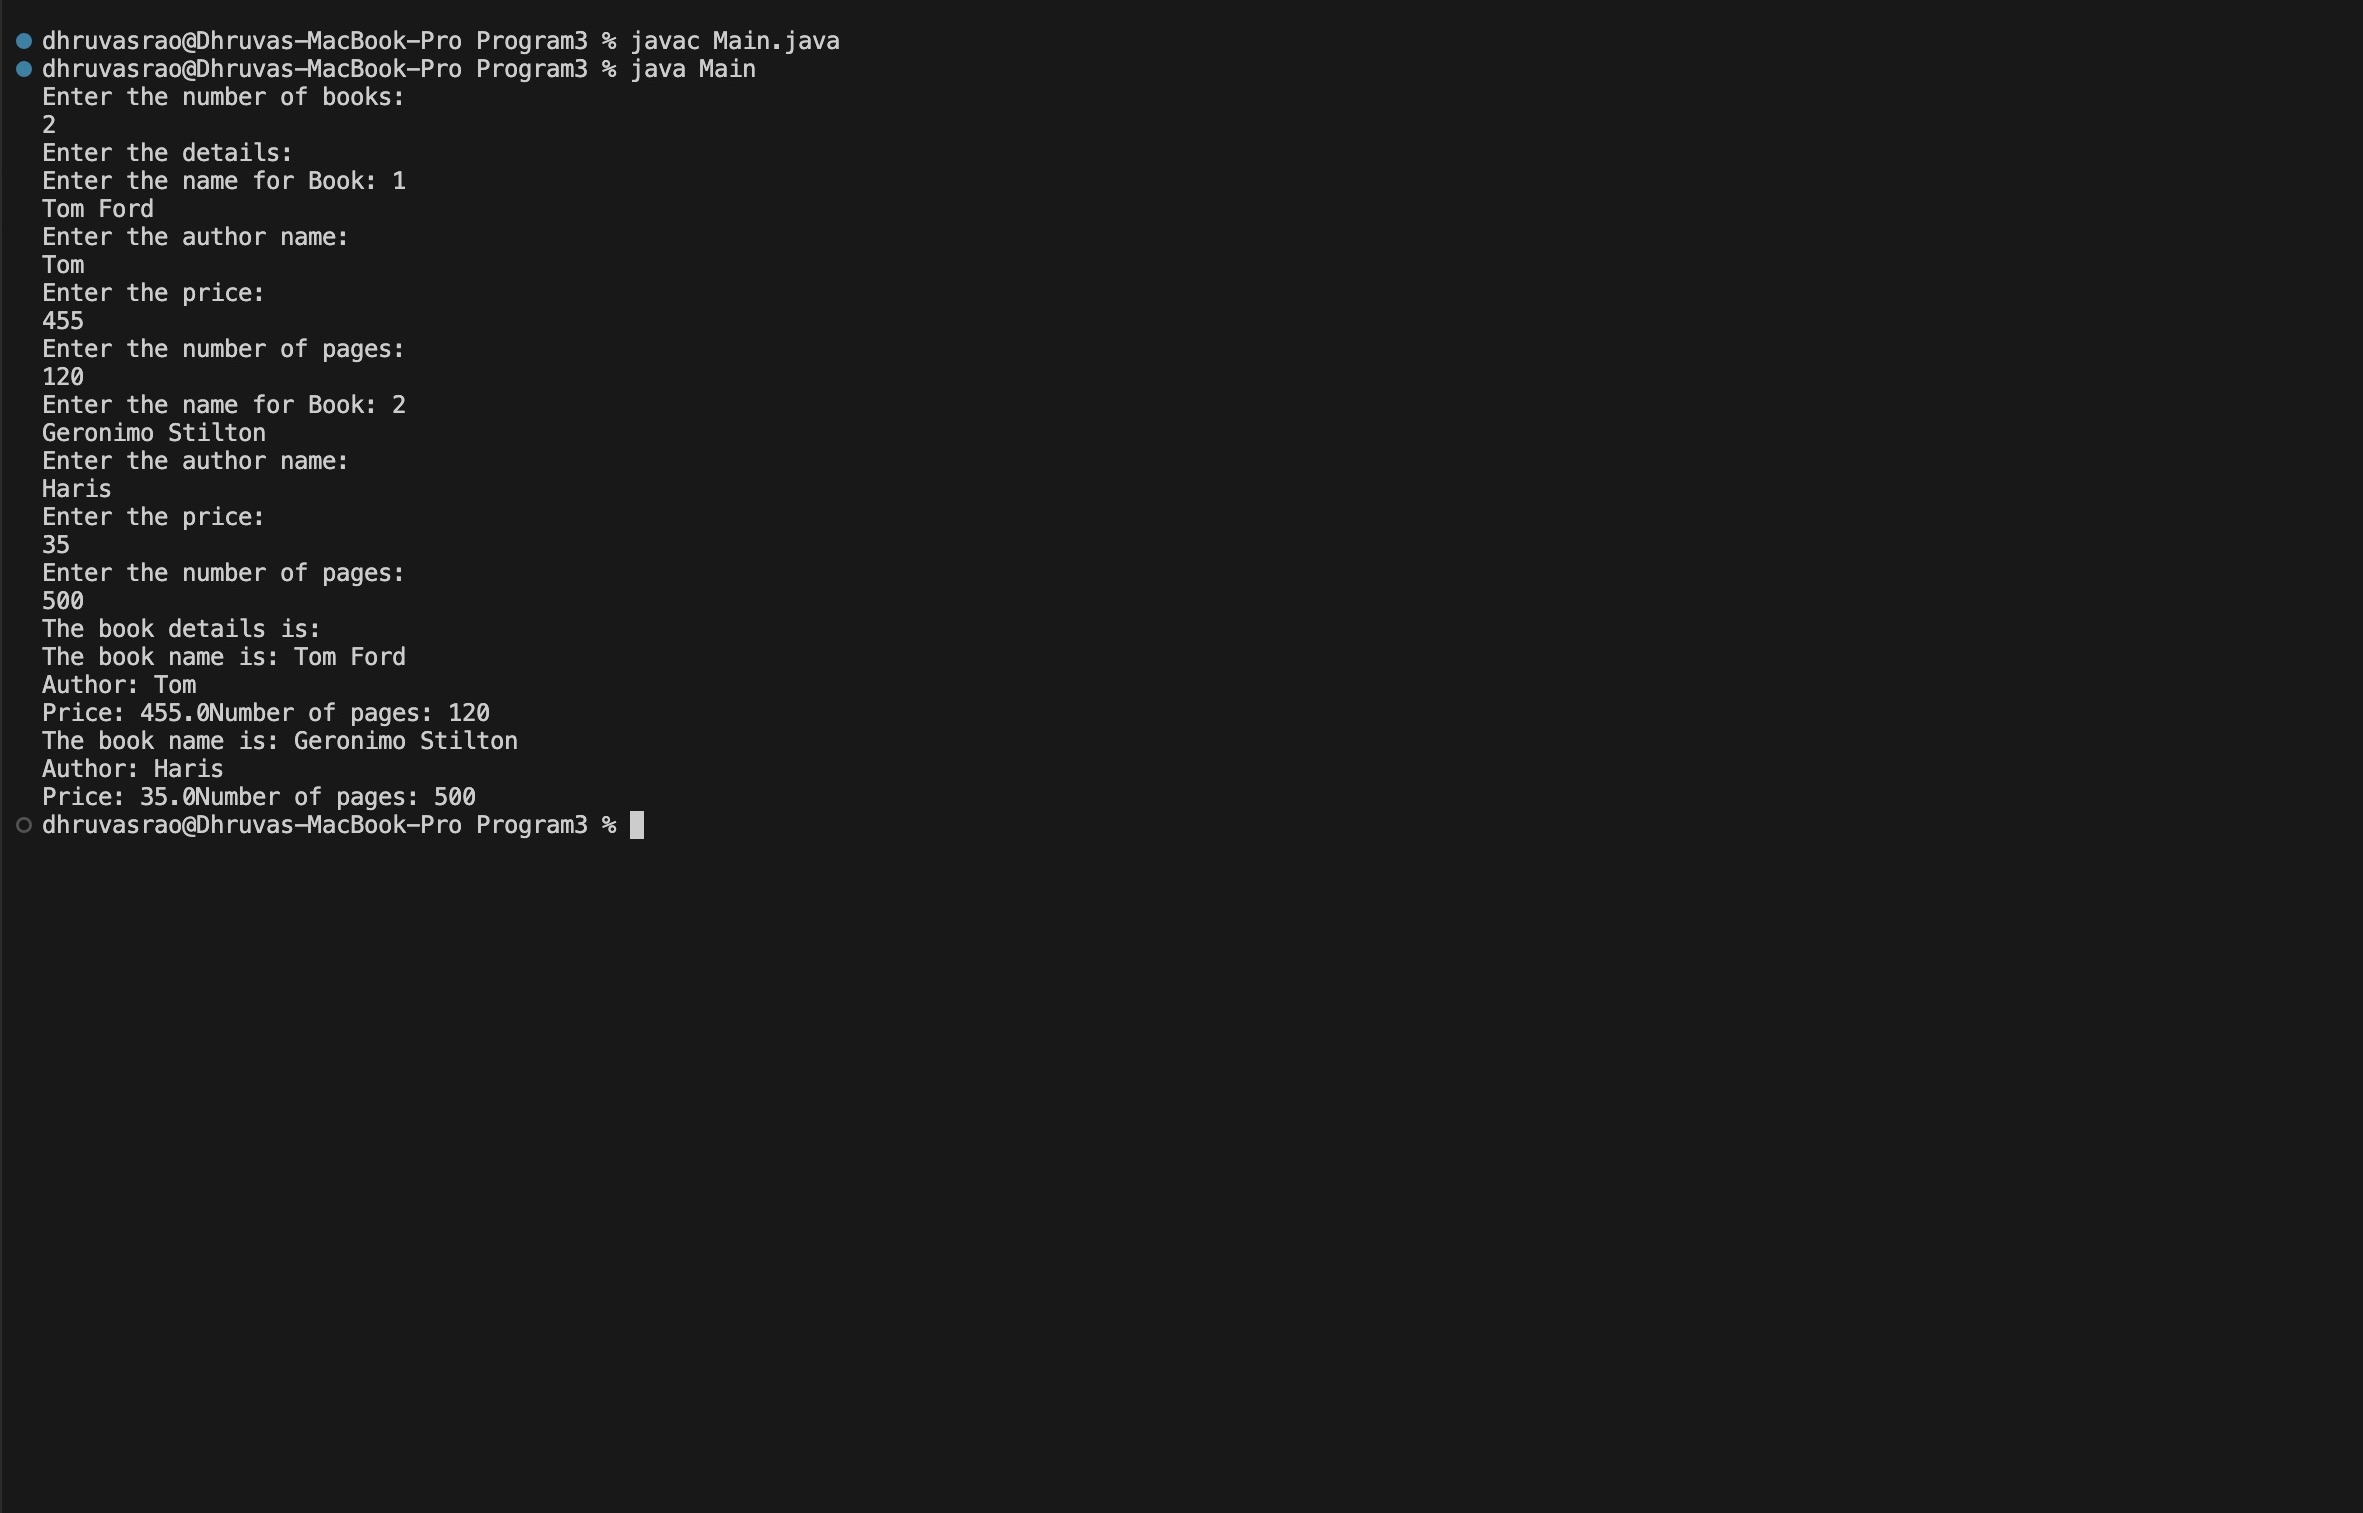 dhruvasrao@Dhruvas-MacBook-Pro Program3 % javac Main.java
dhruvasrao@Dhruvas-MacBook-Pro Program3 % java Main
Enter the number of books:
2
Enter the details:
Enter the name for Book: 1
Tom Ford
Enter the author name:
Tom
Enter the price:
455
Enter the number of pages:
120
Enter the name for Book: 2
Geronimo Stilton
Enter the author name:
Haris
Enter the price:
35
Enter the number of pages:
500
The book details is:
The book name is: Tom Ford
Author: Tom
Price: 455.0Number of pages: 120
The book name is: Geronimo Stilton
Author: Haris
Price: 35.0Number of pages: 500
dhruvasrao@Dhruvas-MacBook-Pro Program3 %